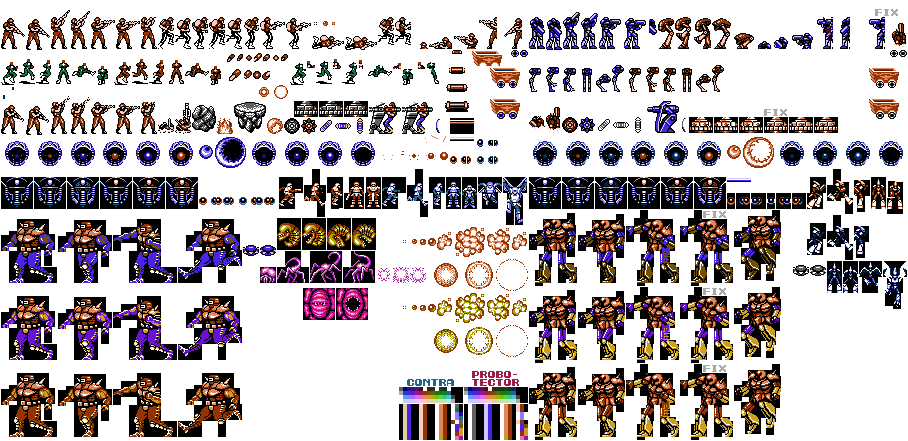 FIX
FIX
FIX
FIX
FIX
CONTRA
PROBO-
TECTOR